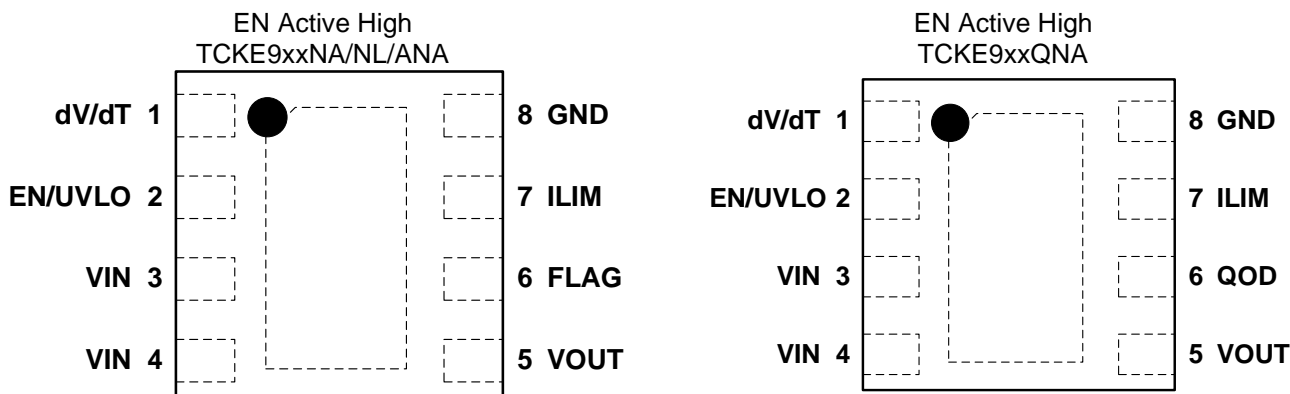 EN Active High
TCKE9xxNA/NL/ANA
dV/dT 1
8 GND
EN/UVLO 2
7 ILIM
VIN 3
6 FLAG
VIN 4
5 VOUT
EN Active High
TCKE9xxQNA
dV/dT 1
8 GND
EN/UVLO 2
7 ILIM
VIN 3
6 QOD
VIN 4
5 VOUT